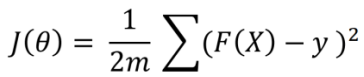 J(θ) = 1/2m ∑(F(X) − y )²